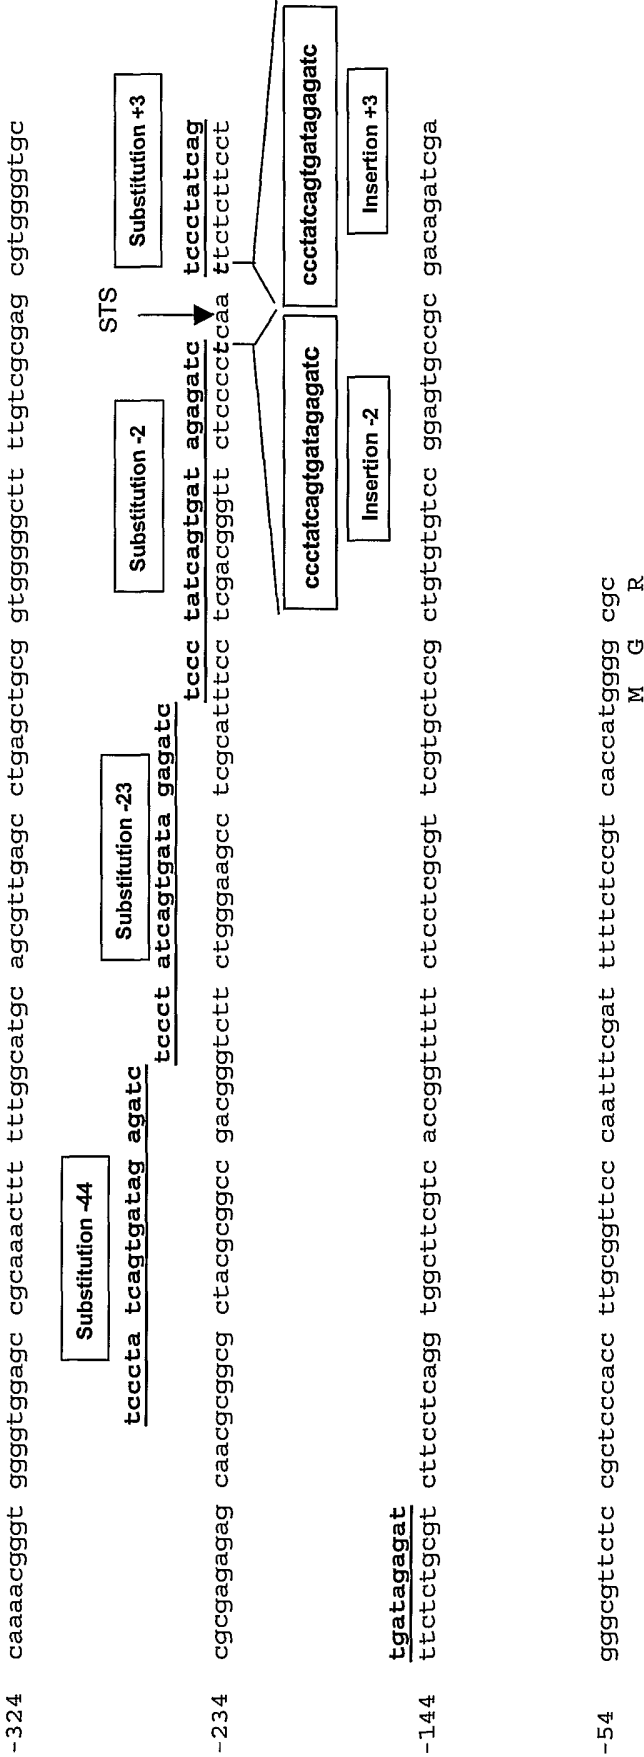 -324 caaaacgggt ggggtggagc cgcaaacttt tttggcatgc agcgttgagc ctgagctgcg gtgggggctt ttgtcgcgag cgtggggtgc
Substitution -44
Substitution -23
Substitution -2
STS
Substitution +3
tcccta tcagtgatag agatc
tccct atcagtgata gagatc
tccc tatcagtgat agagatc
tccctatcag
-234 cgcgagagag caacgcggcg ctacgcggcc gacgggtctt ctgggaagcc tcgcatttcc tcgacgggtt ctcccctcaa ttctcttcct
ccctatcagtgatagagatc
ccctatcagtgatagagatc
Insertion -2
Insertion +3
tgatagagat
-144 ttctctgcgt cttcctcagg tggcttcgtc accggttttt ctcctcgcgt tcgtgctccg ctgtgtgtcc ggagtgccgc gacagatcga
-54 gggcgttctc cgctcccacc ttgcggttcc caatttcgat ttttctccgt caccatgggg cgc
M G R